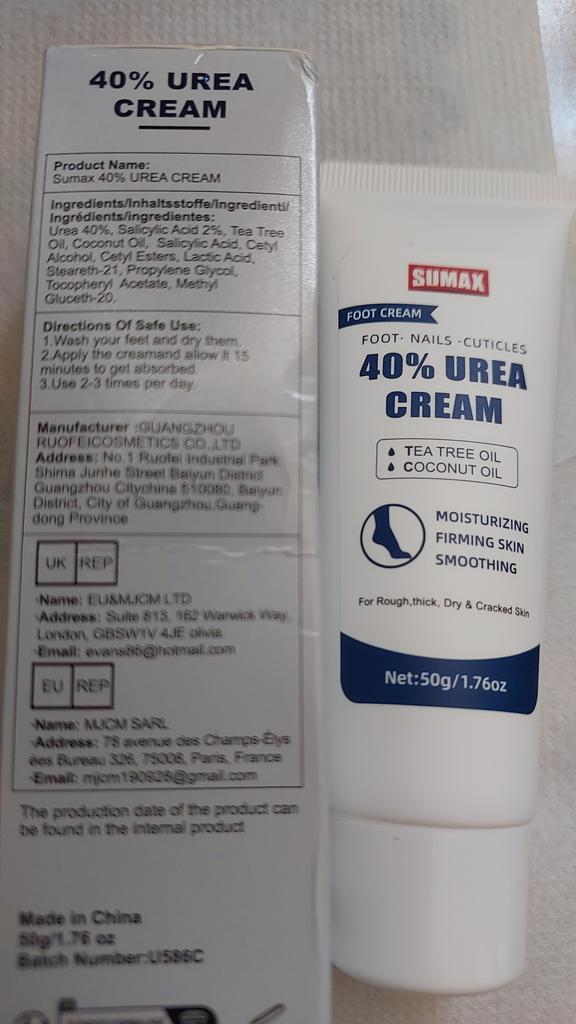 40% UREA
CREAM
Product Name:
Sumax 40% UREA CREAM
Ingredients/Inhaltsstoffe/Ingredienti/
Ingrédients/ingredientes:
Urea 40%, Salicylic Acid 2%, Tea Tree
Oil, Coconut Oil, Salicylic Acid, Cetyl
Alcohol, Cetyl Esters, Lactic Acid,
Steareth-21, Propylene Glycol,
Tocopheryl Acetate, Methyl
Gluceth-20.
Directions Of Safe Use:
1.Wash your feet and dry them.
2.Apply the creamand allow it 15
minutes to get absorbed.
3.Use 2-3 times per day.
Manufacturer :GUANGZHOU
RUOFEICOSMETICS CO.,LTD
Address: No.1 Ruofei Industrial Park
Shima Junhe Street Baiyun District
Guangzhou Citychina 510080, Baiyun
District, City of Guangzhou,Guang-
dong Province
UK REP
·Name: EU&MJCM LTD
·Address: Suite 813, 162 Warwick Way,
London, GBSW1V 4JE olivia.
·Email: evans86@hotmail.com
EU REP
·Name: MJCM SARL
·Address: 78 avenue des Champs-Élys
ées Bureau 326, 75008, Paris, France
·Email: mjcm190828@gmail.com
The production date of the product can
be found in the internal product
Made in China
50g/1.76 oz
Batch Number:U586C
SUMAX
FOOT CREAM
FOOT· NAILS ·CUTICLES
40% UREA
CREAM
TEA TREE OIL
COCONUT OIL
MOISTURIZING
FIRMING SKIN
SMOOTHING
For Rough,thick, Dry & Cracked Skin
Net:50g/1.76oz